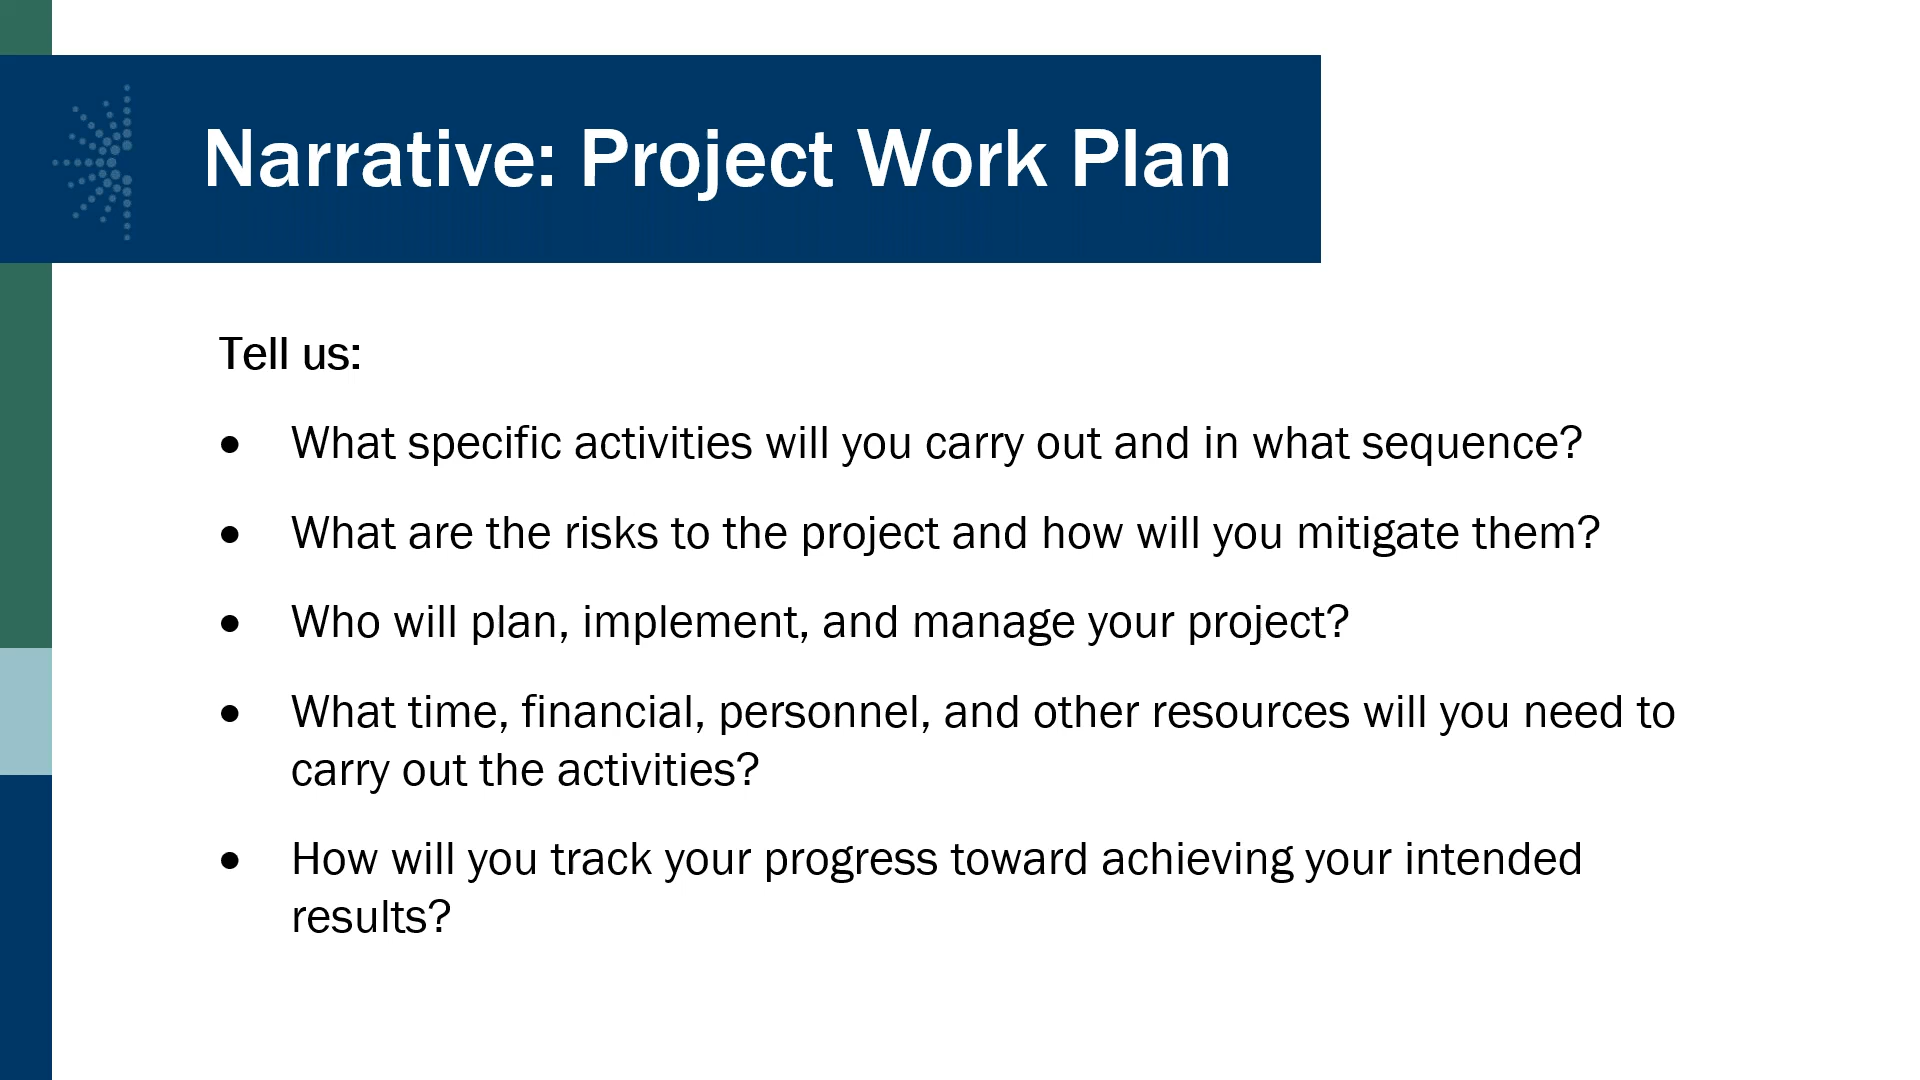 Narrative: Project Work Plan
Tell us:
● What specific activities will you carry out and in what sequence?
● What are the risks to the project and how will you mitigate them?
● Who will plan, implement, and manage your project?
● What time, financial, personnel, and other resources will you need to
carry out the activities?
● How will you track your progress toward achieving your intended
results?